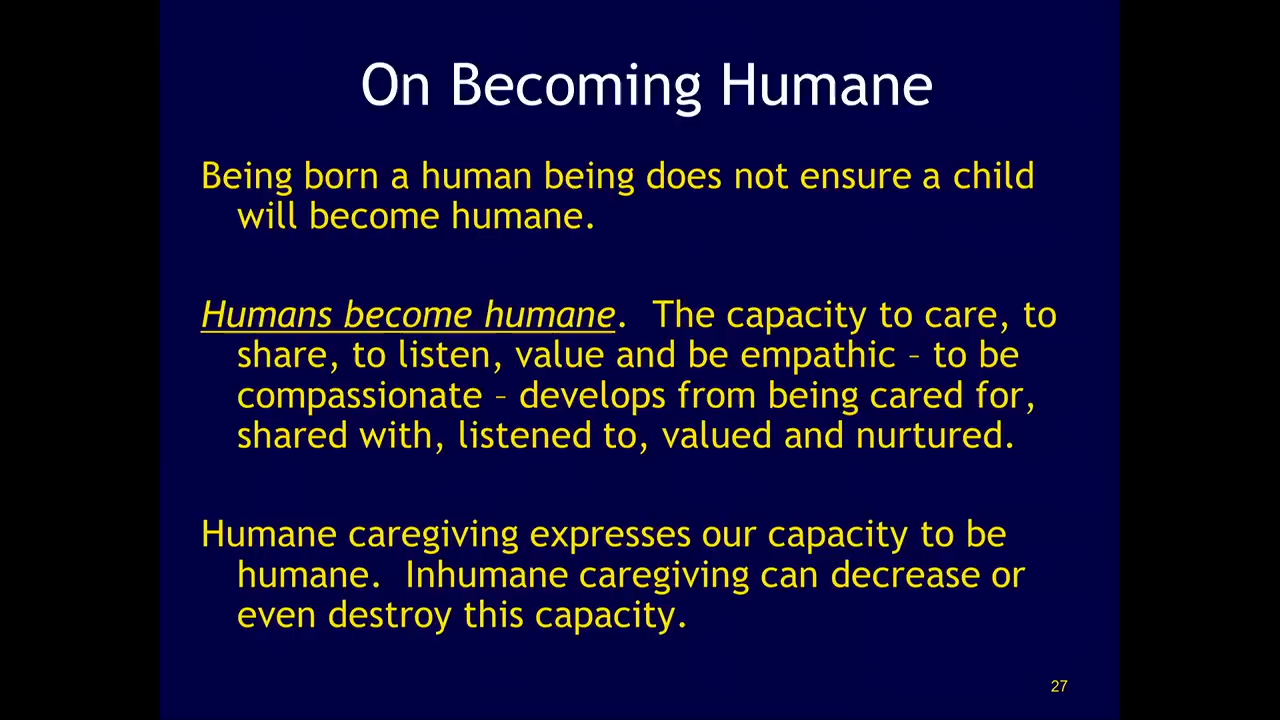 On Becoming Humane
Being born a human being does not ensure a child
will become humane.
Humans become humane.  The capacity to care, to
share, to listen, value and be empathic – to be
compassionate – develops from being cared for,
shared with, listened to, valued and nurtured.
Humane caregiving expresses our capacity to be
humane.  Inhumane caregiving can decrease or
even destroy this capacity.
27